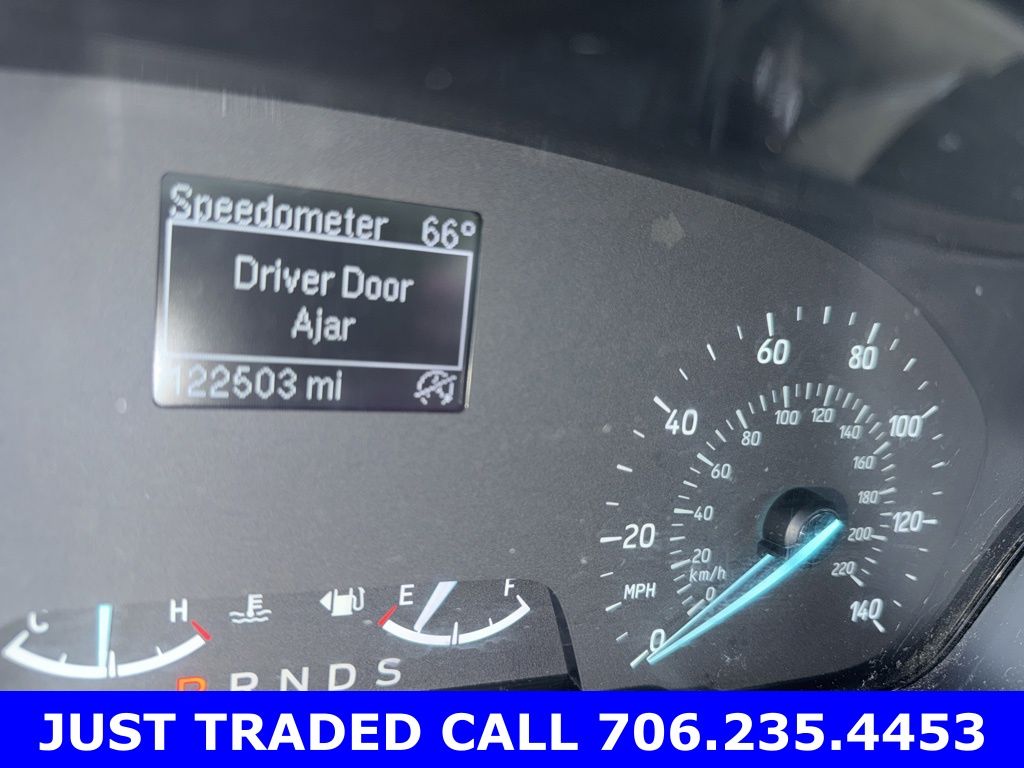 Speedometer 66°
Driver Door
Ajar
122503 mi
60
80
40
100
20
120
MPH
0
140
100
120
80
140
60
160
40
180
20
200
km/h
220
0
C H
E F
P R N D S
JUST TRADED CALL 706.235.4453